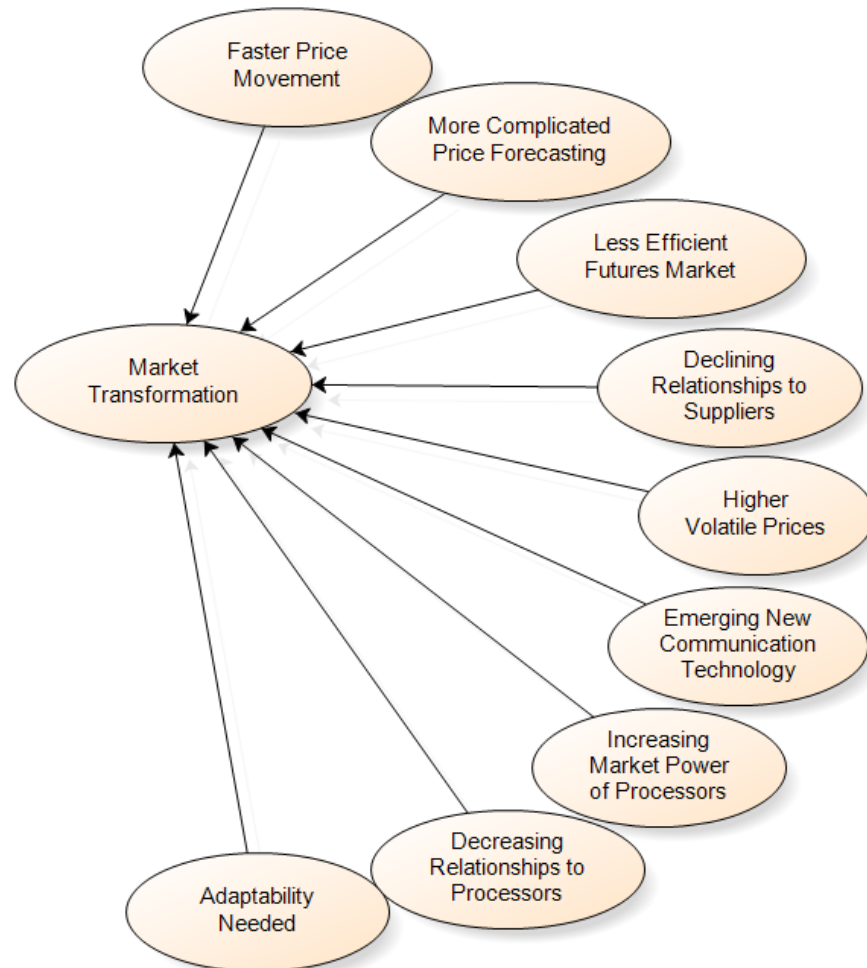 Faster Price
Movement
More Complicated
Price Forecasting
Less Efficient
Futures Market
Market
Transformation
Declining
Relationships to
Suppliers
Higher
Volatile Prices
Emerging New
Communication
Technology
Increasing
Market Power
of Processors
Decreasing
Relationships to
Processors
Adaptability
Needed